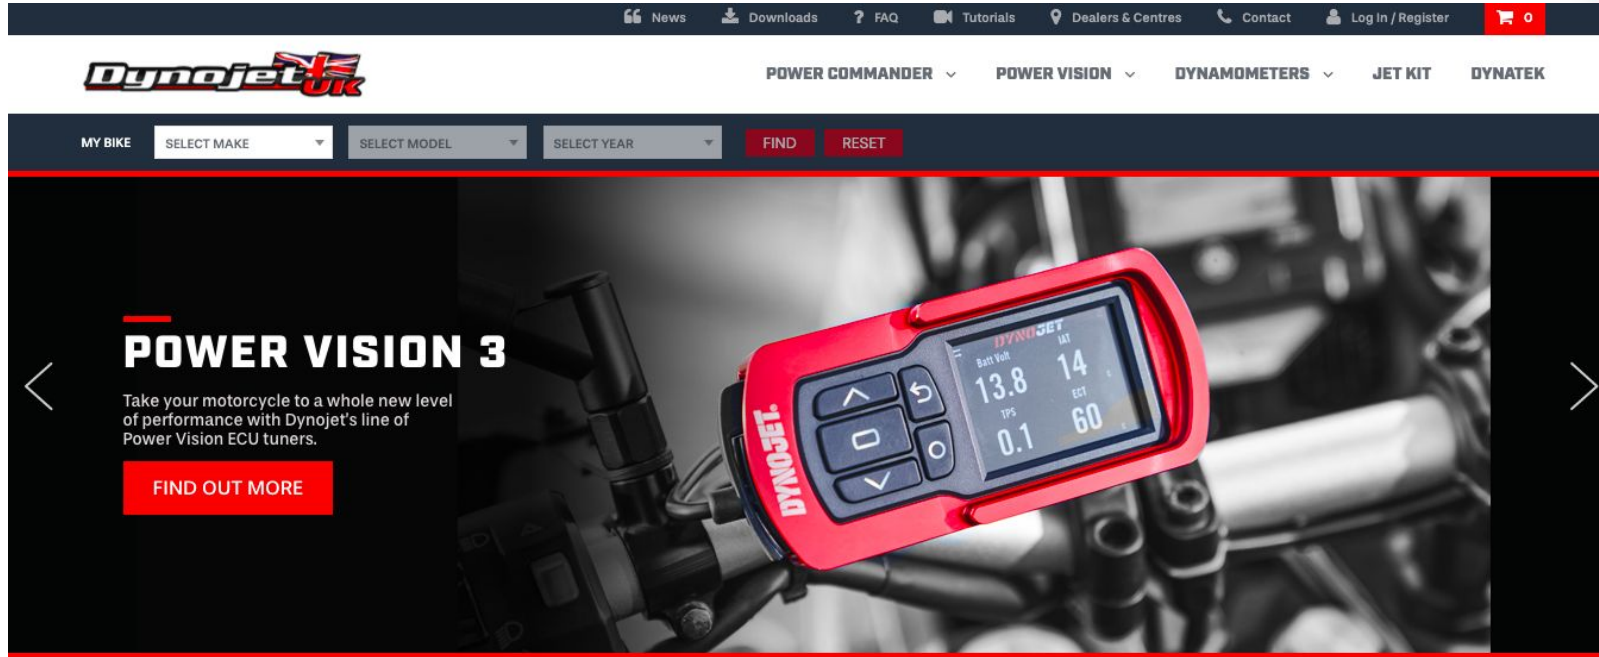 News Downloads ? FAQ Tutorials Dealers & Centres Contact Log In / Register 0
Dynojet UK
POWER COMMANDER POWER VISION DYNAMOMETERS JET KIT DYNATEK
MY BIKE SELECT MAKE SELECT MODEL SELECT YEAR FIND RESET
POWER VISION 3
Take your motorcycle to a whole new level
of performance with Dynojet's line of
Power Vision ECU tuners.
FIND OUT MORE
DYNOJET.
DYNOJET
Batt Volt IAT
13.8 14
TPS ECT
0.1 60